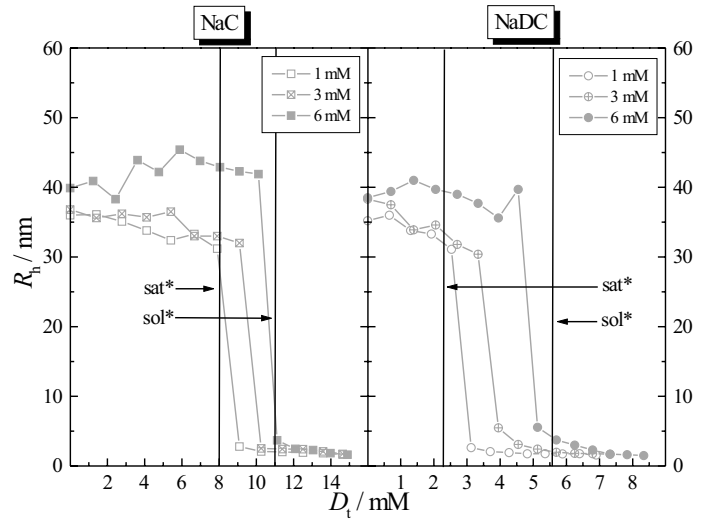 NaC
NaDC
60
50
40
30
20
10
0
R_h / nm
1 mM
3 mM
6 mM
1 mM
3 mM
6 mM
60
50
40
30
20
10
0
sat*
sol*
sat*
sol*
2 4 6 8 10 12 14
1 2 3 4 5 6 7 8
D_t / mM